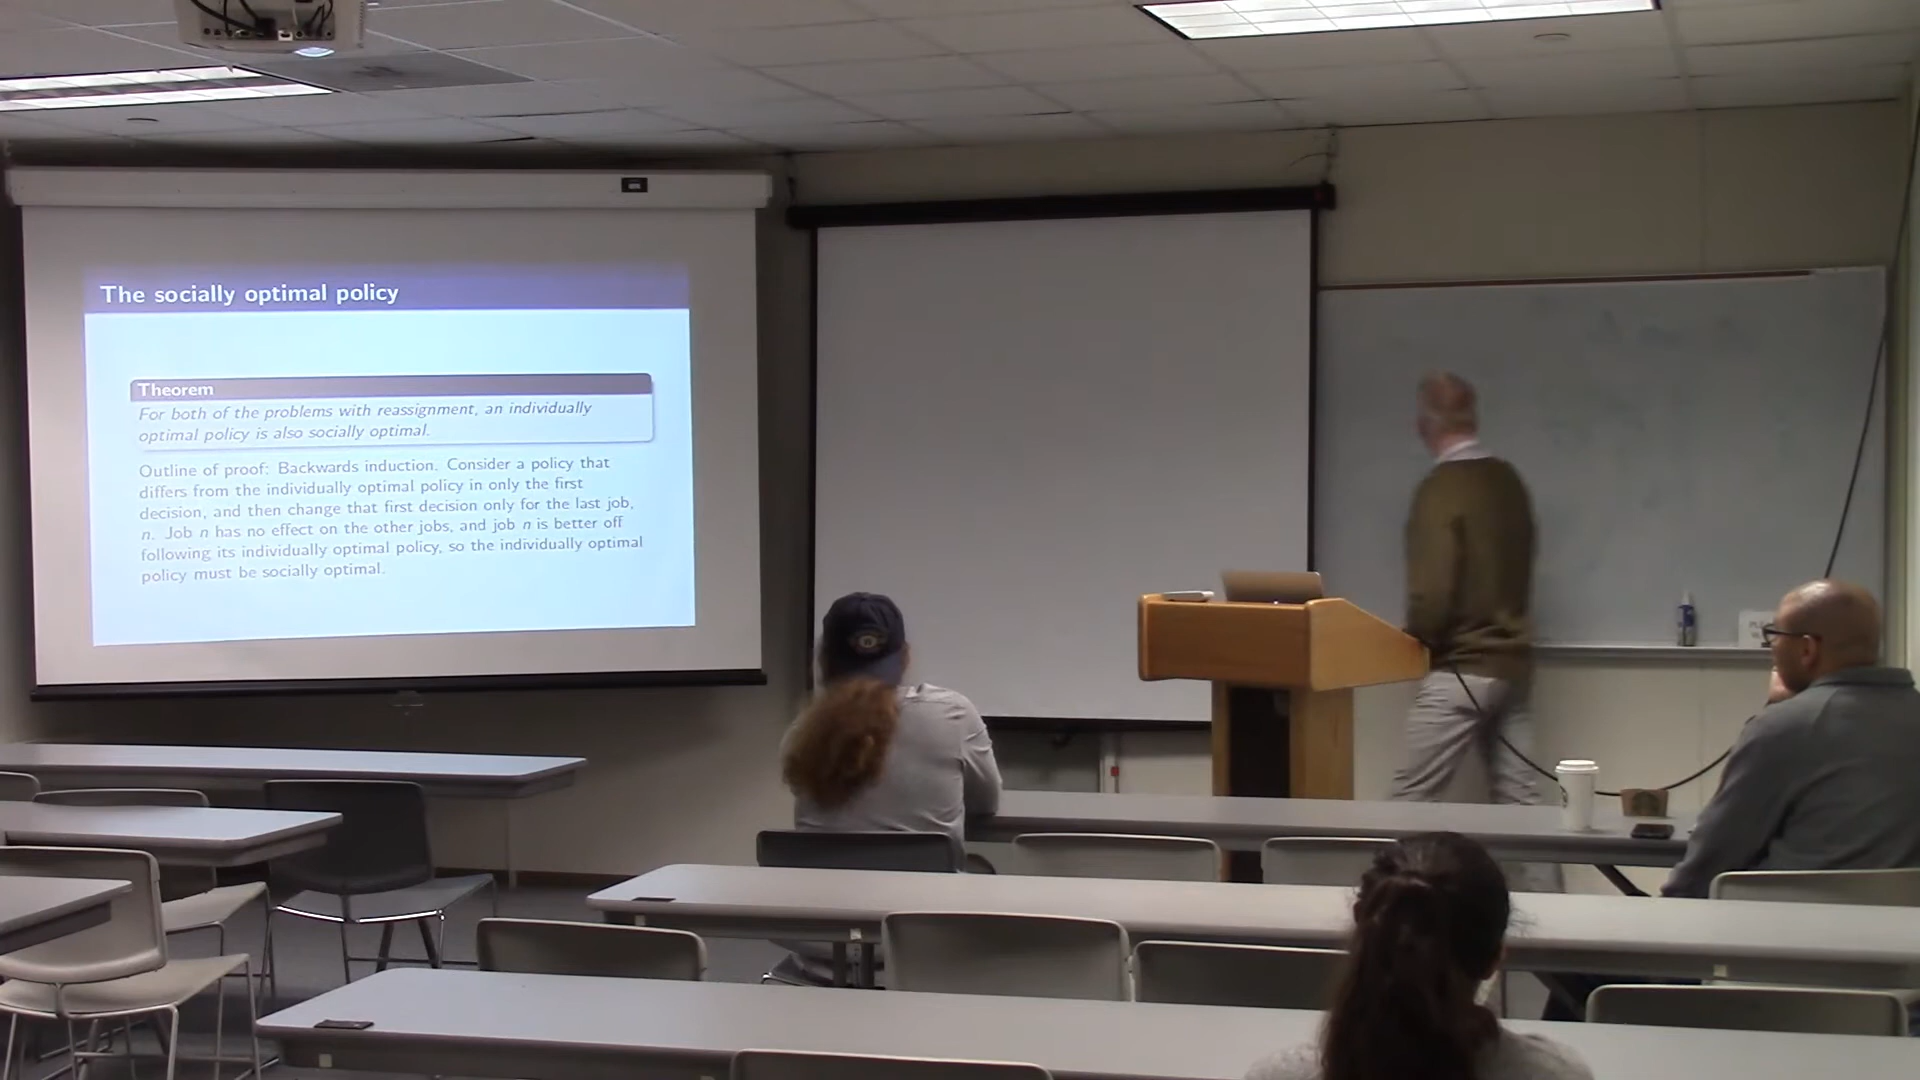 The socially optimal policy
Theorem
For both of the problems with reassignment, an individually
optimal policy is also socially optimal.
Outline of proof: Backwards induction. Consider a policy that
differs from the individually optimal policy in only the first
decision, and then change that first decision only for the last job,
n. Job n has no effect on the other jobs, and job n is better off
following its individually optimal policy, so the individually optimal
policy must be socially optimal.